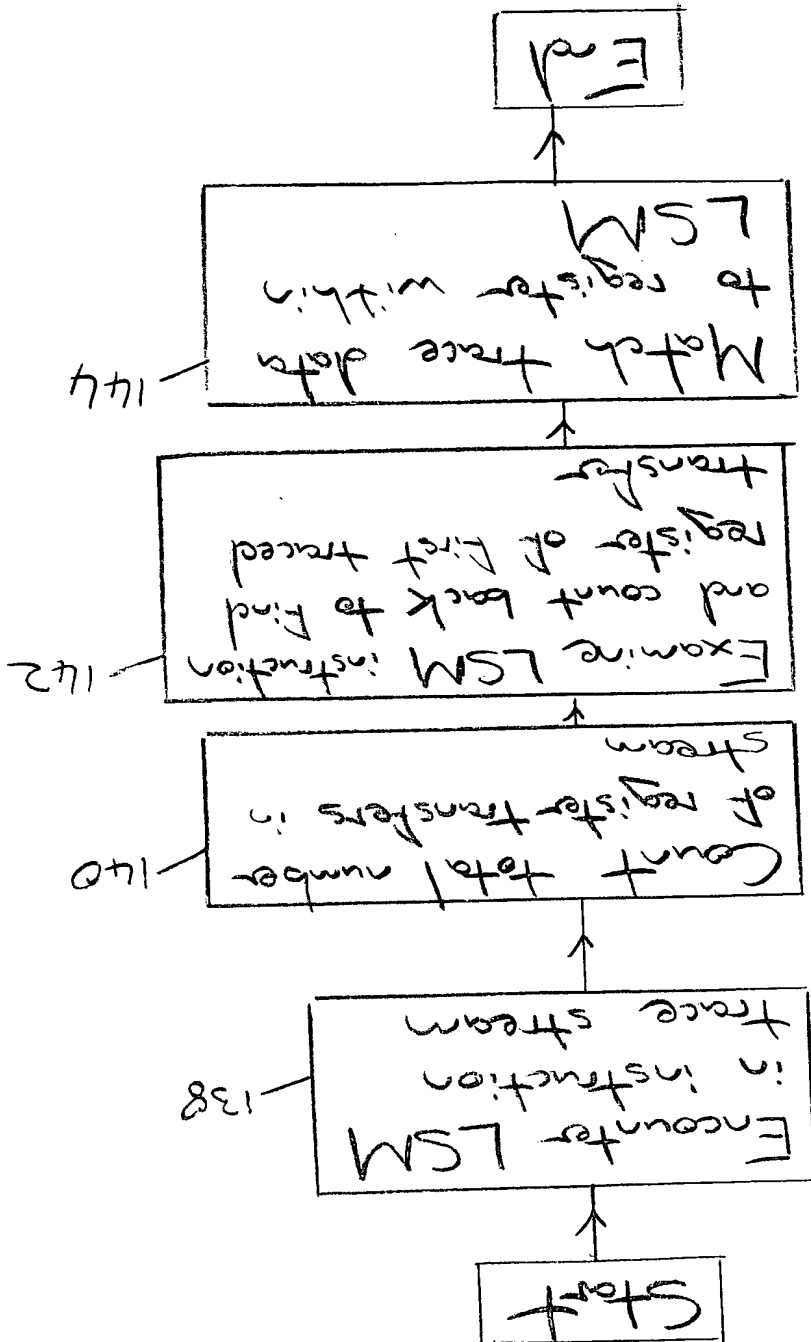 Start
Encounter LSM
in instruction
trace stream
138
Count total number
of register transfers in
stream
140
Examine LSM instruction
and count back to find
register of first traced
transfer
142
Match trace data
to register within
LSM
144
End